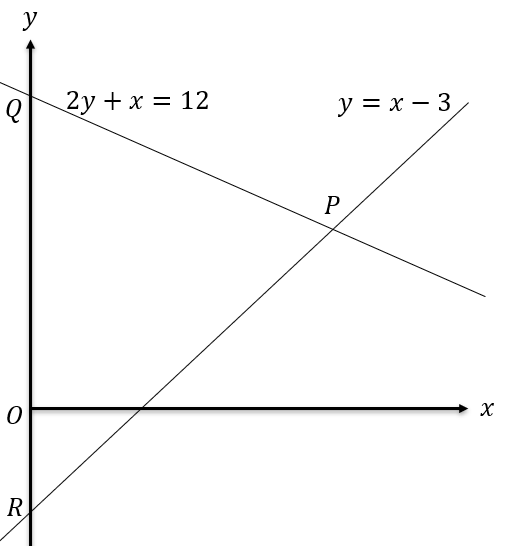 y
Q
2y + x = 12
y = x − 3
P
O
x
R